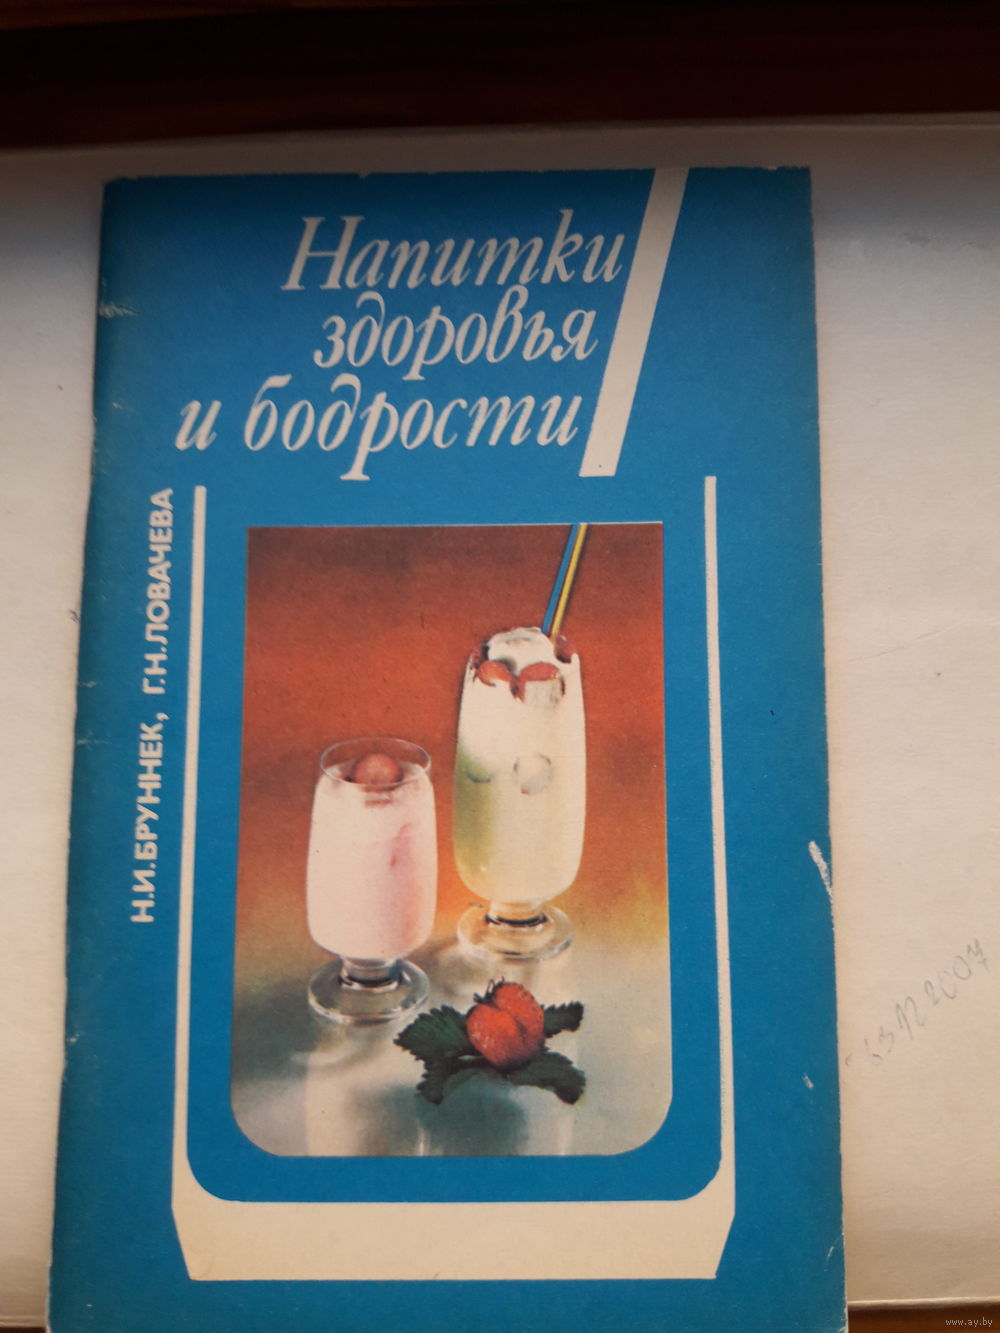 Напитки
здоровья
и бодрости
Н.И.БРУННЕК, Г.Н.ЛОВАЧЕВА
www.ay.by